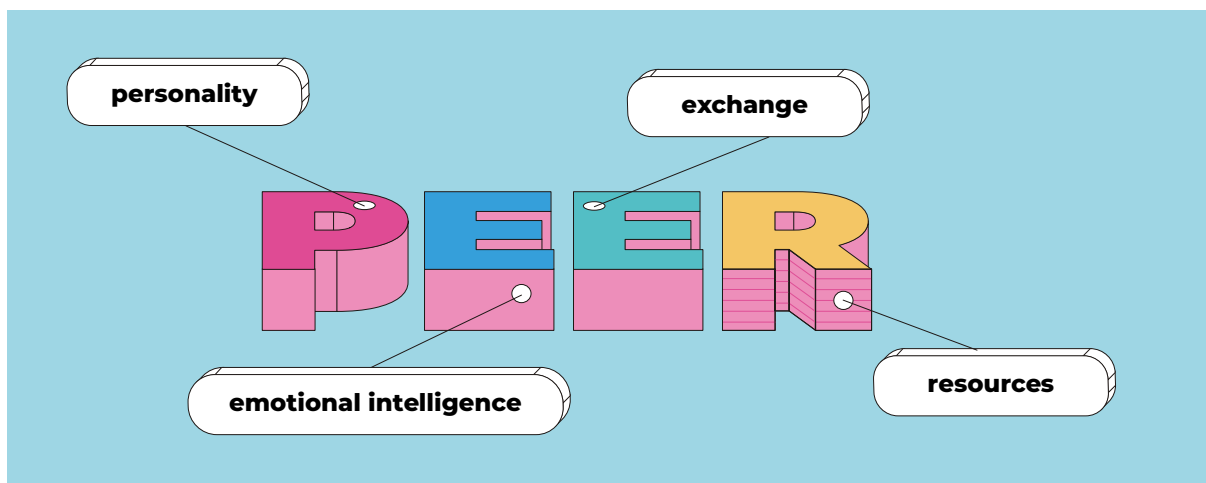 personality
exchange
PEER
emotional intelligence
resources